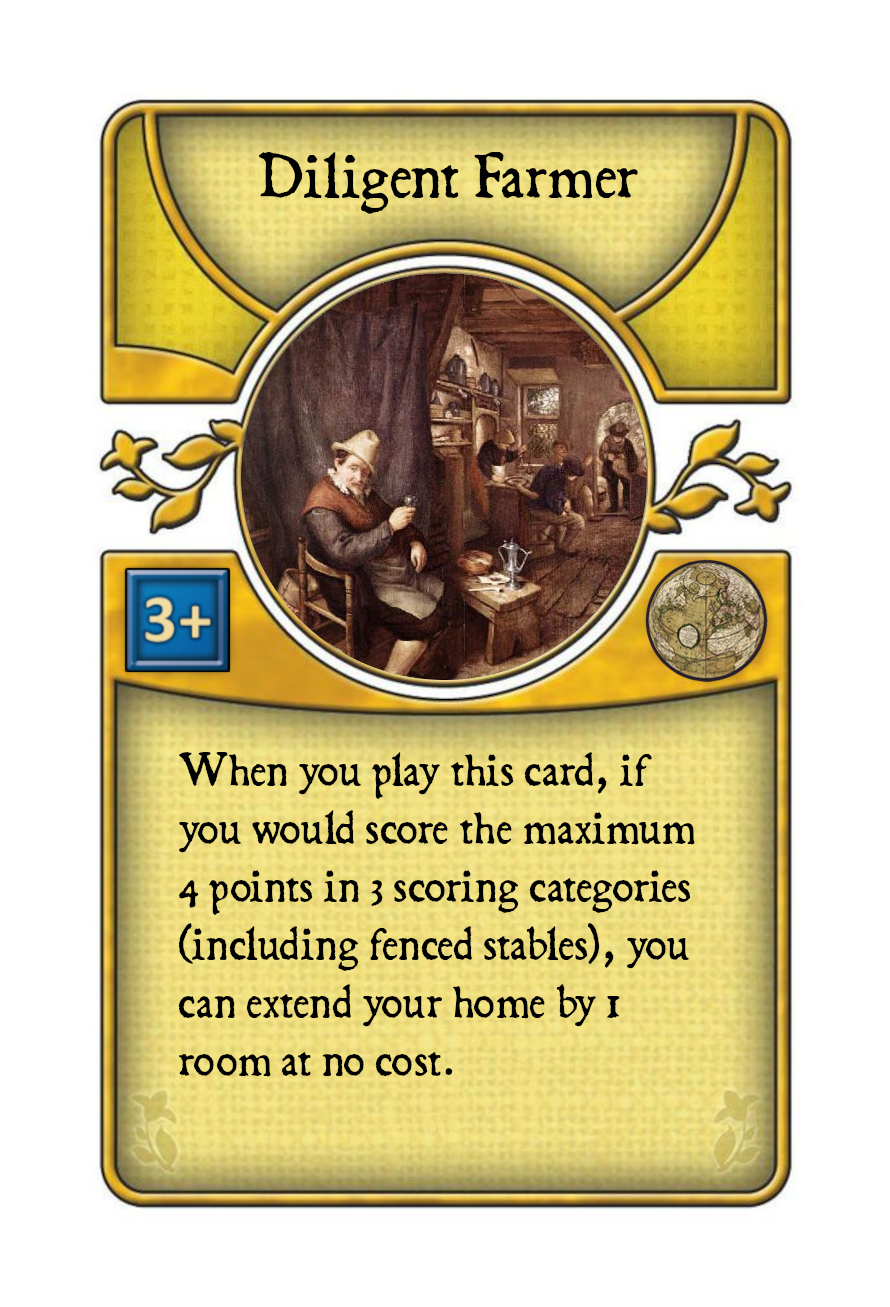 Diligent Farmer
3+
When you play this card, if
you would score the maximum
4 points in 3 scoring categories
(including fenced stables), you
can extend your home by 1
room at no cost.